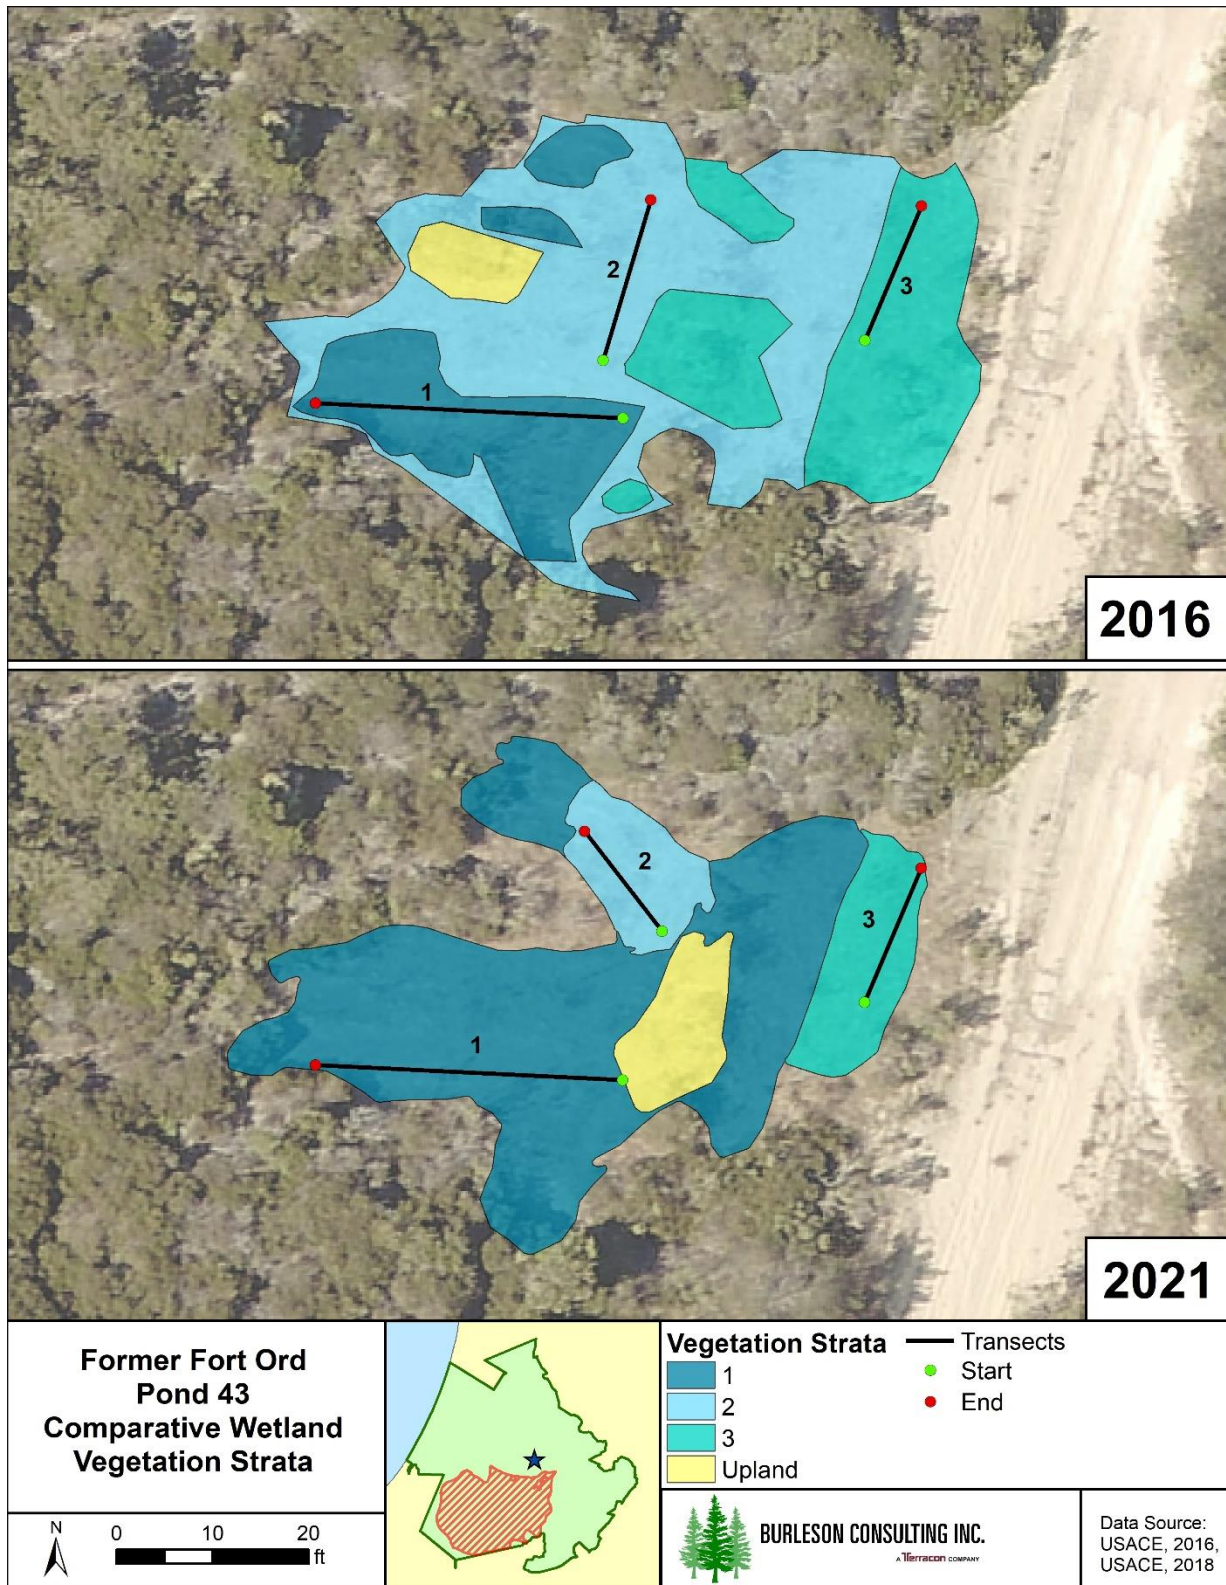 2
3
1
2016
2
3
1
2021
Former Fort Ord
Pond 43
Comparative Wetland
Vegetation Strata
N
0 10 20
ft
Vegetation Strata
1
2
3
Upland
Transects
Start
End
BURLESON CONSULTING INC.
A Terracon COMPANY
Data Source:
USACE, 2016,
USACE, 2018